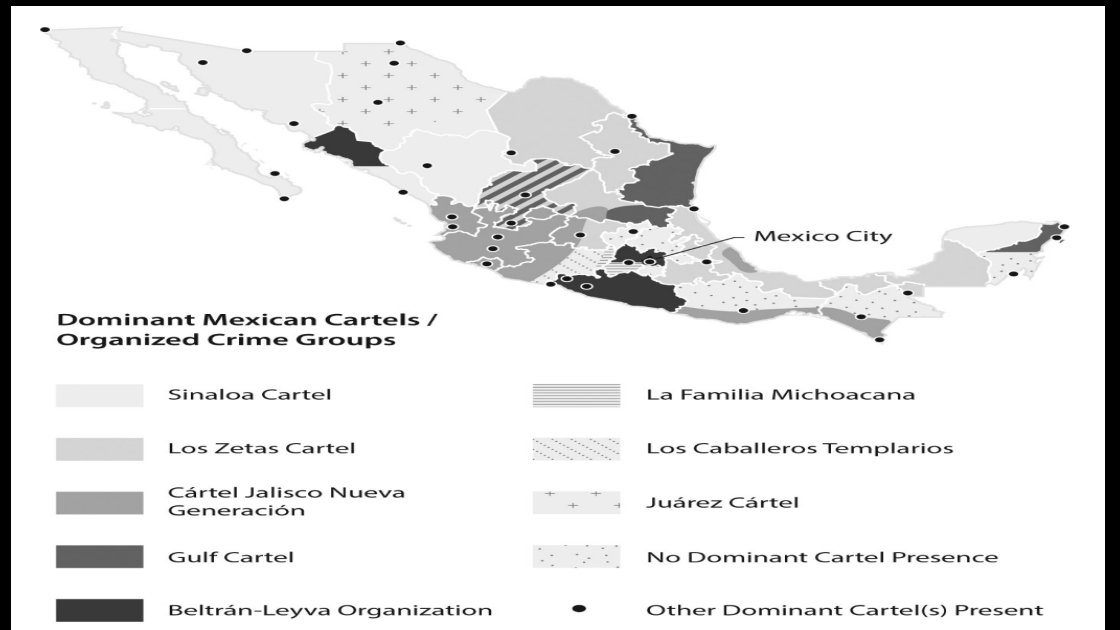 Mexico City
Dominant Mexican Cartels /
Organized Crime Groups
Sinaloa Cartel
Los Zetas Cartel
Cártel Jalisco Nueva
Generación
Gulf Cartel
Beltrán-Leyva Organization
La Familia Michoacana
Los Caballeros Templarios
Juárez Cártel
No Dominant Cartel Presence
Other Dominant Cartel(s) Present